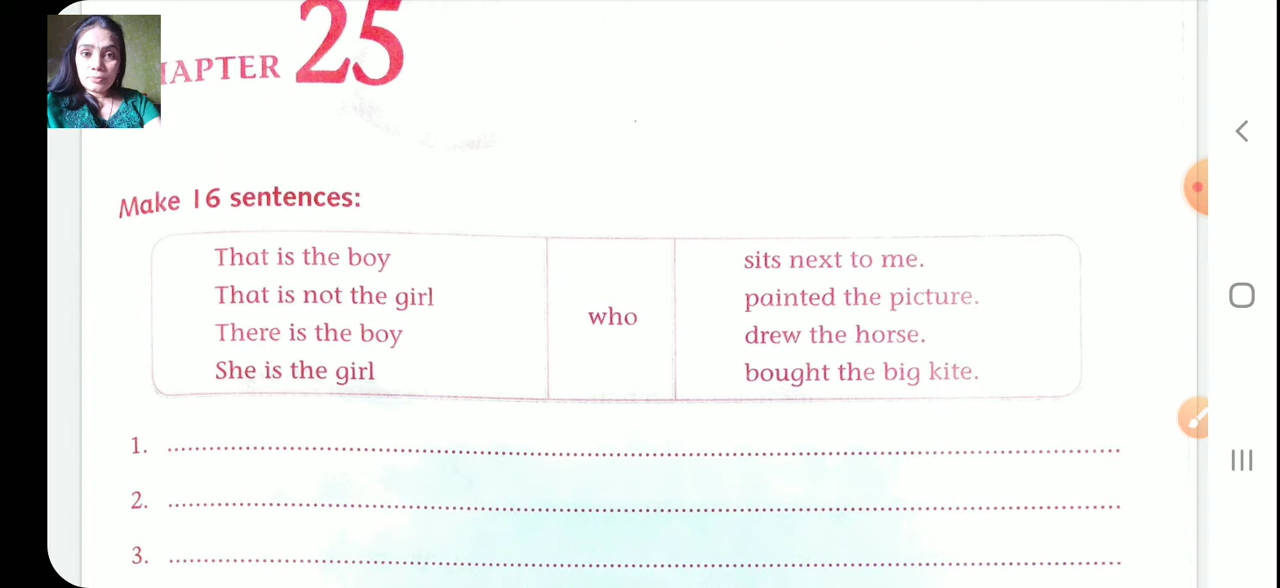 HAPTER 25
Make 16 sentences:
That is the boy
That is not the girl
There is the boy
She is the girl
who
sits next to me.
painted the picture.
drew the horse.
bought the big kite.
1.
2.
3.